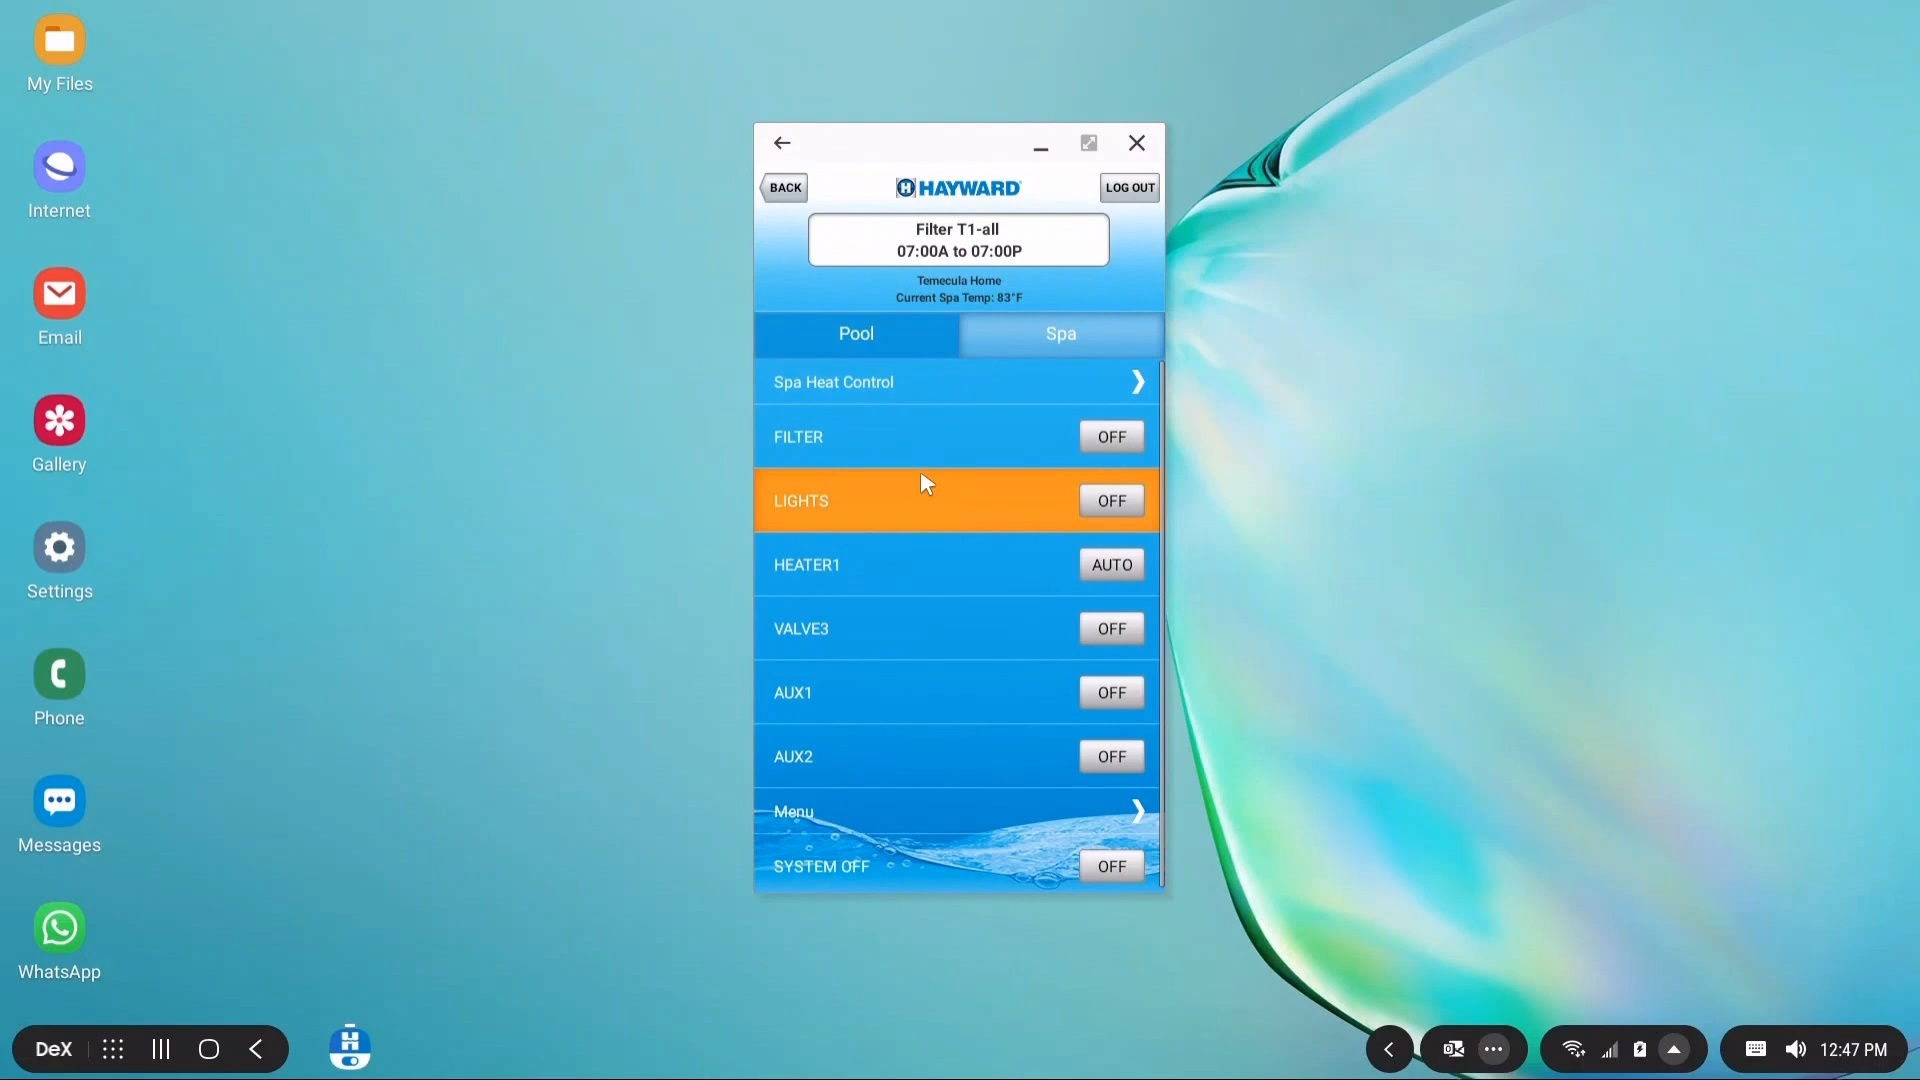 My Files
Internet
Email
Gallery
Settings
Phone
Messages
WhatsApp
BACK
HAYWARD
LOG OUT
Filter T1-all
07:00A to 07:00P
Temecula Home
Current Spa Temp: 83°F
Pool
Spa
Spa Heat Control
FILTER
OFF
LIGHTS
OFF
HEATER1
AUTO
VALVE3
OFF
AUX1
OFF
AUX2
OFF
Menu
SYSTEM OFF
OFF
DeX
H
12:47 PM